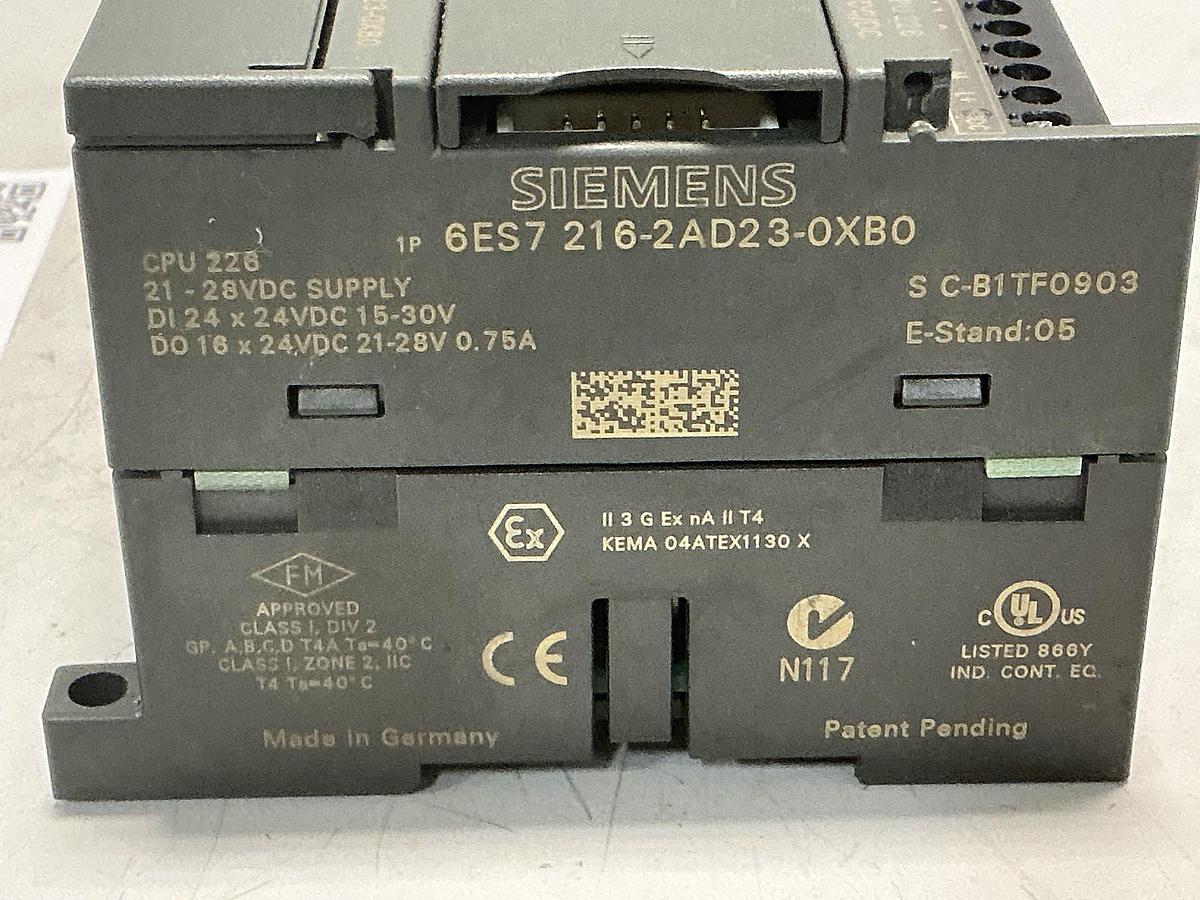 SIEMENS
1P 6ES7 216-2AD23-0XB0
CPU 226
21 - 28VDC SUPPLY
DI 24 x 24VDC 15-30V
DO 16 x 24VDC 21-28V 0.75A
S C-B1TF0903
E-Stand:05
Ex
II 3 G Ex nA II T4
KEMA 04ATEX1130 X
FM
APPROVED
CLASS I, DIV 2
GP. A,B,C,D T4A Ta=40° C
CLASS I, ZONE 2, IIC
T4 Ta=40° C
CE
N117
C UL US
LISTED 866Y
IND. CONT. EQ.
Made in Germany
Patent Pending